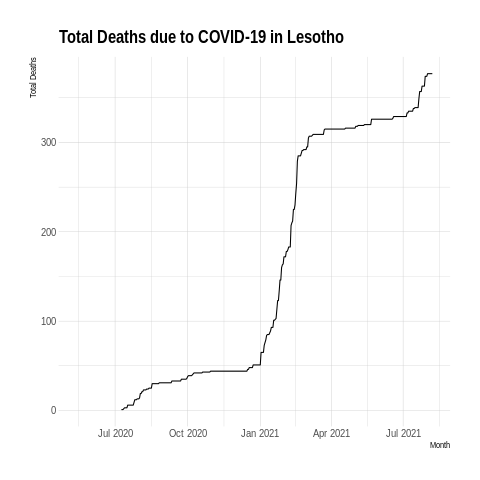 Total Deaths due to COVID-19 in Lesotho
Total Deaths
300
200
100
0
Jul 2020 Oct 2020 Jan 2021 Apr 2021 Jul 2021
Month